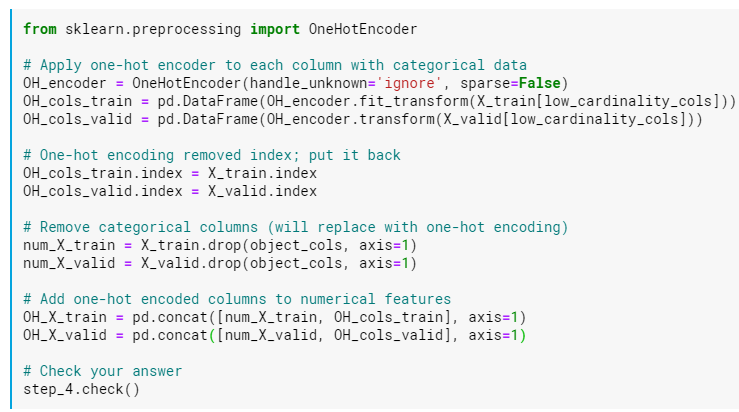 from sklearn.preprocessing import OneHotEncoder
# Apply one-hot encoder to each column with categorical data
OH_encoder = OneHotEncoder(handle_unknown='ignore', sparse=False)
OH_cols_train = pd.DataFrame(OH_encoder.fit_transform(X_train[low_cardinality_cols]))
OH_cols_valid = pd.DataFrame(OH_encoder.transform(X_valid[low_cardinality_cols]))
# One-hot encoding removed index; put it back
OH_cols_train.index = X_train.index
OH_cols_valid.index = X_valid.index
# Remove categorical columns (will replace with one-hot encoding)
num_X_train = X_train.drop(object_cols, axis=1)
num_X_valid = X_valid.drop(object_cols, axis=1)
# Add one-hot encoded columns to numerical features
OH_X_train = pd.concat([num_X_train, OH_cols_train], axis=1)
OH_X_valid = pd.concat([num_X_valid, OH_cols_valid], axis=1)
# Check your answer
step_4.check()